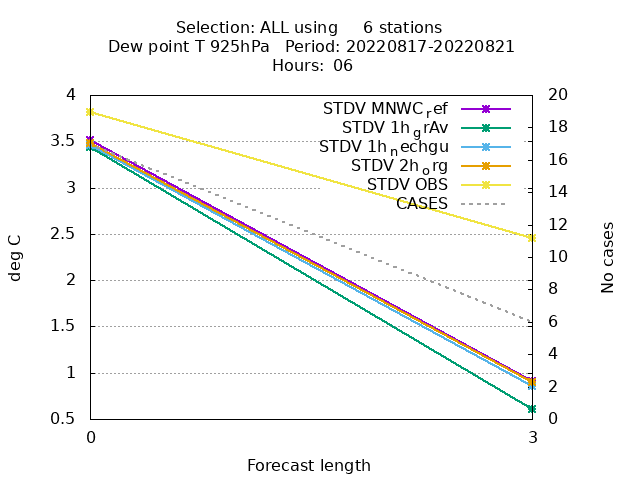 Selection: ALL using     6 stations
Dew point T 925hPa   Period: 20220817-20220821
Hours:  06
STDV MNWC_ref
STDV 1h_grAv
STDV 1h_nechgu
STDV 2h_org
STDV OBS
CASES
4
3.5
3
2.5
2
1.5
1
0.5
20
18
16
14
12
10
8
6
4
2
0
deg C
No cases
0 3
Forecast length